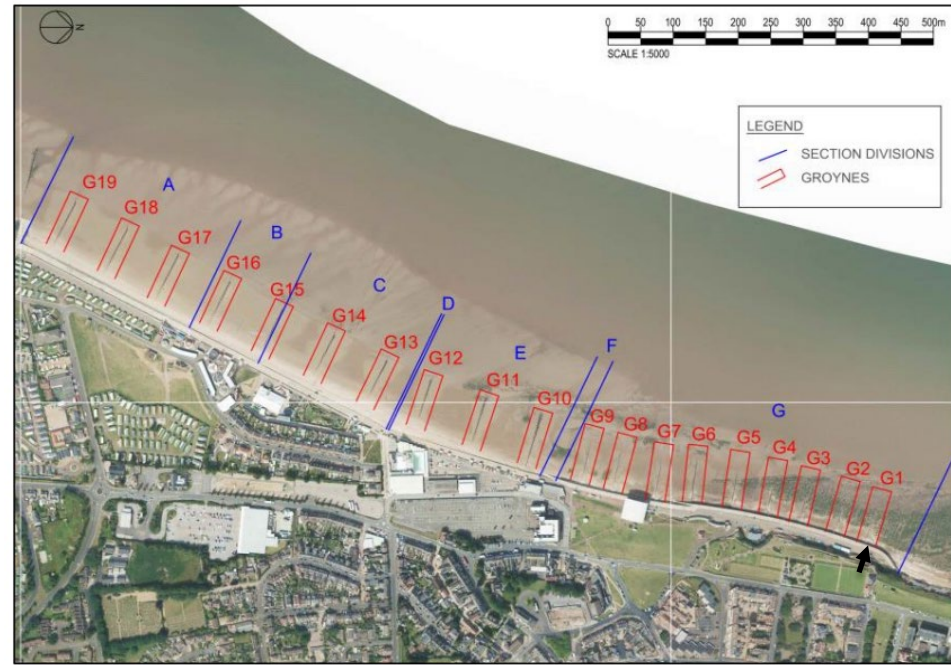 N
0 50 100 150 200 250 300 350 400 450 500m
SCALE 1:5000
LEGEND
SECTION DIVISIONS
GROYNES
G19
A
G18
G17
B
G16
G15
C
G14
G13
D
G12
E
G11
G10
F
G9
G8
G7
G6
G
G5
G4
G3
G2
G1